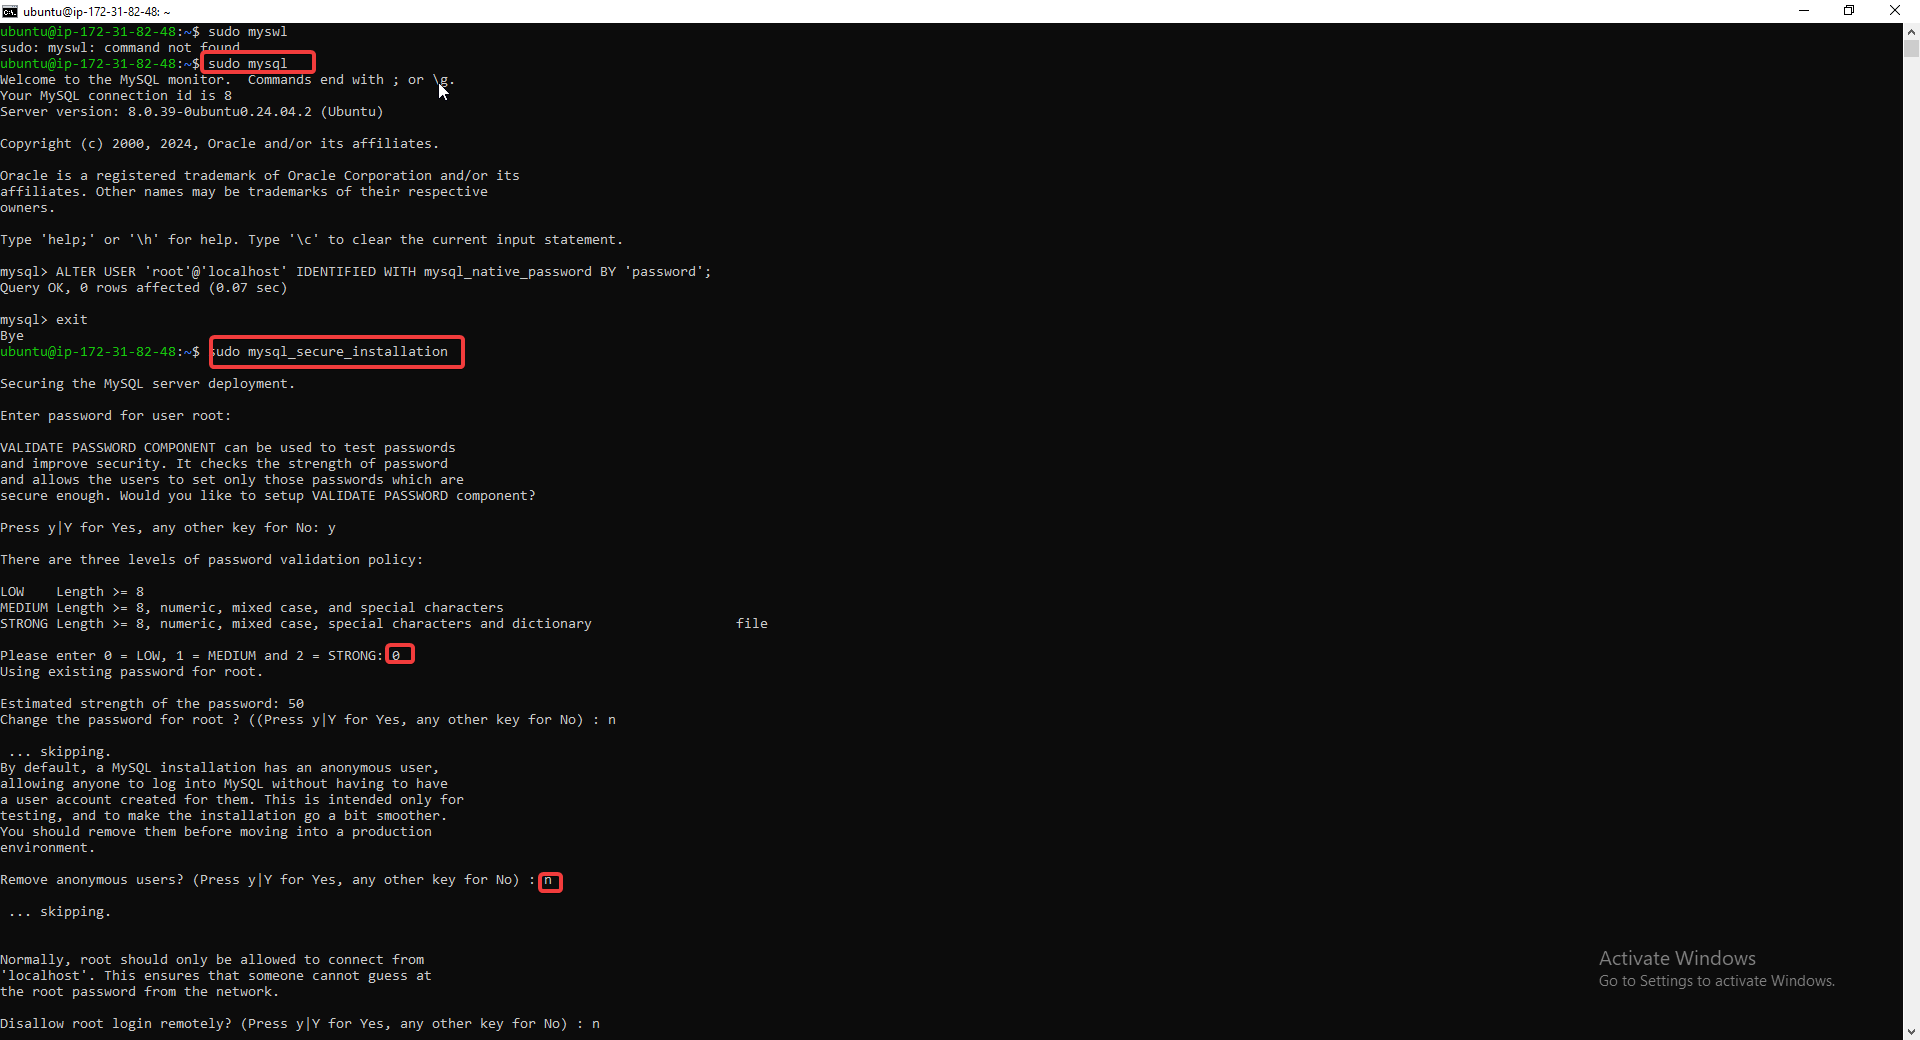 ubuntu@ip-172-31-82-48: ~
ubuntu@ip-172-31-82-48:~$ sudo myswl
sudo: myswl: command not found
ubuntu@ip-172-31-82-48:~$ sudo mysql
Welcome to the MySQL monitor.  Commands end with ; or \g.
Your MySQL connection id is 8
Server version: 8.0.39-0ubuntu0.24.04.2 (Ubuntu)
Copyright (c) 2000, 2024, Oracle and/or its affiliates.
Oracle is a registered trademark of Oracle Corporation and/or its
affiliates. Other names may be trademarks of their respective
owners.
Type 'help;' or '\h' for help. Type '\c' to clear the current input statement.
mysql> ALTER USER 'root'@'localhost' IDENTIFIED WITH mysql_native_password BY 'password';
Query OK, 0 rows affected (0.07 sec)
mysql> exit
Bye
ubuntu@ip-172-31-82-48:~$ sudo mysql_secure_installation
Securing the MySQL server deployment.
Enter password for user root:
VALIDATE PASSWORD COMPONENT can be used to test passwords
and improve security. It checks the strength of password
and allows the users to set only those passwords which are
secure enough. Would you like to setup VALIDATE PASSWORD component?
Press y|Y for Yes, any other key for No: y
There are three levels of password validation policy:
LOW    Length >= 8
MEDIUM Length >= 8, numeric, mixed case, and special characters
STRONG Length >= 8, numeric, mixed case, special characters and dictionary                  file
Please enter 0 = LOW, 1 = MEDIUM and 2 = STRONG: 0
Using existing password for root.
Estimated strength of the password: 50
Change the password for root ? ((Press y|Y for Yes, any other key for No) : n
 ... skipping.
By default, a MySQL installation has an anonymous user,
allowing anyone to log into MySQL without having to have
a user account created for them. This is intended only for
testing, and to make the installation go a bit smoother.
You should remove them before moving into a production
environment.
Remove anonymous users? (Press y|Y for Yes, any other key for No) : n
 ... skipping.
Normally, root should only be allowed to connect from
'localhost'. This ensures that someone cannot guess at
the root password from the network.
Disallow root login remotely? (Press y|Y for Yes, any other key for No) : n
Activate Windows
Go to Settings to activate Windows.